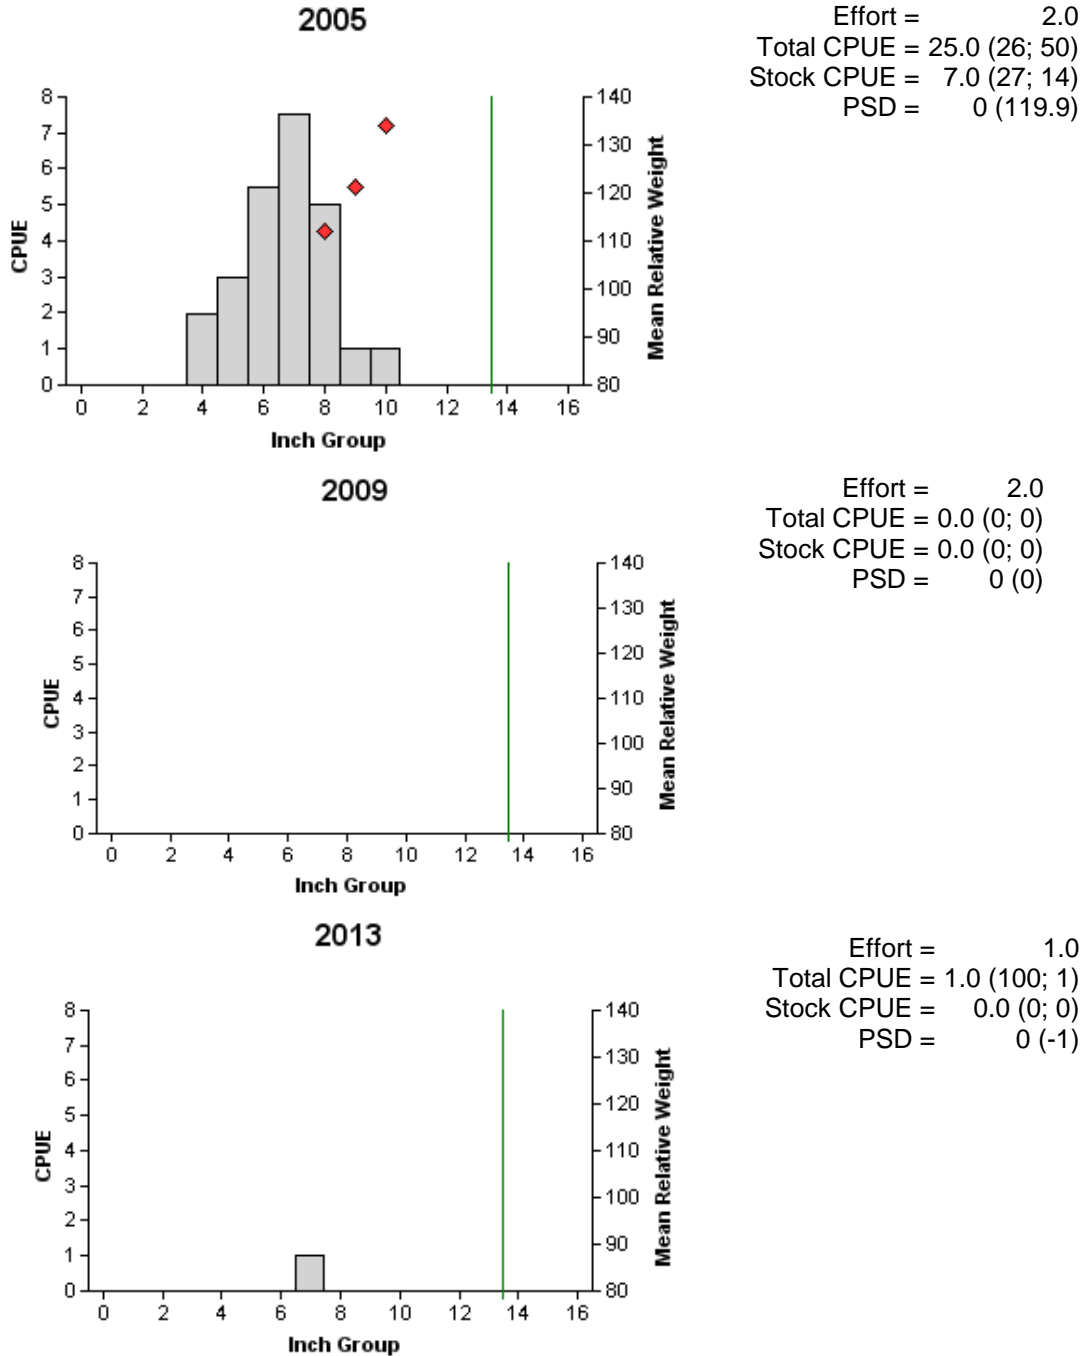 2005
Effort = 2.0
Total CPUE = 25.0 (26; 50)
Stock CPUE = 7.0 (27; 14)
PSD = 0 (119.9)
8
7
6
5
4
3
2
1
0
CPUE
140
130
120
110
100
90
80
Mean Relative Weight
0 2 4 6 8 10 12 14 16
Inch Group
2009
Effort = 2.0
Total CPUE = 0.0 (0; 0)
Stock CPUE = 0.0 (0; 0)
PSD = 0 (0)
8
7
6
5
4
3
2
1
0
CPUE
140
130
120
110
100
90
80
Mean Relative Weight
0 2 4 6 8 10 12 14 16
Inch Group
2013
Effort = 1.0
Total CPUE = 1.0 (100; 1)
Stock CPUE = 0.0 (0; 0)
PSD = 0 (-1)
8
7
6
5
4
3
2
1
0
CPUE
140
130
120
110
100
90
80
Mean Relative Weight
0 2 4 6 8 10 12 14 16
Inch Group